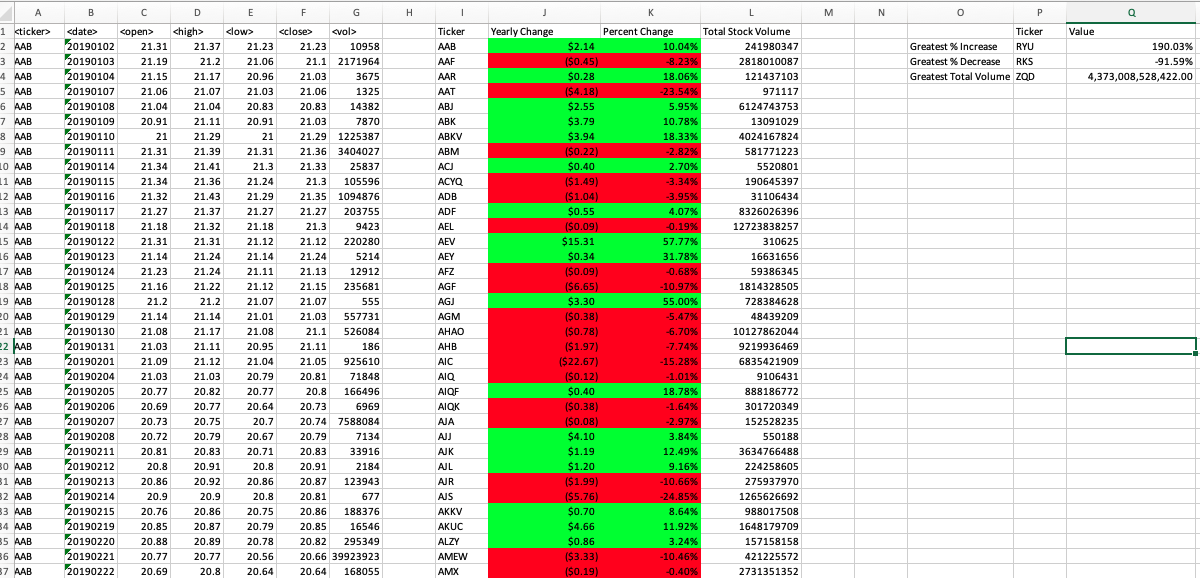 A B C D E F G H I J K L M N O P Q
1 <ticker> <date> <open> <high> <low> <close> <vol> Ticker Yearly Change Percent Change Total Stock Volume Ticker Value
2 AAB 20190102 21.31 21.37 21.23 21.23 10958 AAB $2.14 10.04% 241980347 Greatest % Increase RYU 190.03%
3 AAB 20190103 21.19 21.2 21.06 21.1 2171964 AAF ($0.45) -8.23% 2818010087 Greatest % Decrease RKS -91.59%
4 AAB 20190104 21.15 21.17 20.96 21.03 3675 AAR $0.28 18.06% 121437103 Greatest Total Volume ZQD 4,373,008,528,422.00
5 AAB 20190107 21.06 21.07 21.03 21.06 1325 AAT ($4.18) -23.54% 971117
6 AAB 20190108 21.04 21.04 20.83 20.83 14382 ABJ $2.55 5.95% 6124743753
7 AAB 20190109 20.91 21.11 20.91 21.03 7870 ABK $3.79 10.78% 13091029
8 AAB 20190110 21 21.29 21 21.29 1225387 ABKV $3.94 18.33% 4024167824
9 AAB 20190111 21.31 21.39 21.31 21.36 3404027 ABM ($0.22) -2.82% 581771223
10 AAB 20190114 21.34 21.41 21.3 21.33 25837 ACJ $0.40 2.70% 5520801
11 AAB 20190115 21.34 21.36 21.24 21.3 105596 ACYQ ($1.49) -3.34% 190645397
12 AAB 20190116 21.32 21.43 21.29 21.35 1094876 ADB ($1.04) -3.95% 31106434
13 AAB 20190117 21.27 21.37 21.27 21.27 203755 ADF $0.55 4.07% 8326026396
14 AAB 20190118 21.18 21.32 21.18 21.3 9423 AEL ($0.09) -0.19% 12723838257
15 AAB 20190122 21.31 21.31 21.12 21.12 220280 AEV $15.31 57.77% 310625
16 AAB 20190123 21.14 21.24 21.14 21.24 5214 AEY $0.34 31.78% 16631656
17 AAB 20190124 21.23 21.24 21.11 21.13 12912 AFZ ($0.09) -0.68% 59386345
18 AAB 20190125 21.16 21.22 21.12 21.15 235681 AGF ($6.65) -10.97% 1814328505
19 AAB 20190128 21.2 21.2 21.07 21.07 555 AGJ $3.30 55.00% 728384628
20 AAB 20190129 21.14 21.14 21.01 21.03 557731 AGM ($0.38) -5.47% 48439209
21 AAB 20190130 21.08 21.17 21.08 21.1 526084 AHAO ($0.78) -6.70% 10127862044
22 AAB 20190131 21.03 21.11 20.95 21.11 186 AHB ($1.97) -7.74% 9219936469
23 AAB 20190201 21.09 21.12 21.04 21.05 925610 AIC ($22.67) -15.28% 6835421909
24 AAB 20190204 21.03 21.03 20.79 20.81 71848 AIQ ($0.12) -1.01% 9106431
25 AAB 20190205 20.77 20.82 20.77 20.8 166496 AIQF $0.40 18.78% 888186772
26 AAB 20190206 20.69 20.77 20.64 20.73 6969 AIQK ($0.38) -1.64% 301720349
27 AAB 20190207 20.73 20.75 20.7 20.74 7588084 AJA ($0.08) -2.97% 152528235
28 AAB 20190208 20.72 20.79 20.67 20.79 7134 AJJ $4.10 3.84% 550188
29 AAB 20190211 20.81 20.83 20.71 20.83 33916 AJK $1.19 12.49% 3634766488
30 AAB 20190212 20.8 20.91 20.8 20.91 2184 AJL $1.20 9.16% 224258605
31 AAB 20190213 20.86 20.92 20.86 20.87 123943 AJR ($1.99) -10.66% 275937970
32 AAB 20190214 20.9 20.9 20.8 20.81 677 AJS ($5.76) -24.85% 1265626692
33 AAB 20190215 20.76 20.86 20.75 20.86 188376 AKKV $0.70 8.64% 988017508
34 AAB 20190219 20.85 20.87 20.79 20.85 16546 AKUC $4.66 11.92% 1648179709
35 AAB 20190220 20.88 20.89 20.78 20.82 295349 ALZY $0.86 3.24% 157158158
36 AAB 20190221 20.77 20.77 20.56 20.66 39923923 AMEW ($3.33) -10.46% 421225572
37 AAB 20190222 20.69 20.8 20.64 20.64 168055 AMX ($0.19) -0.40% 2731351352